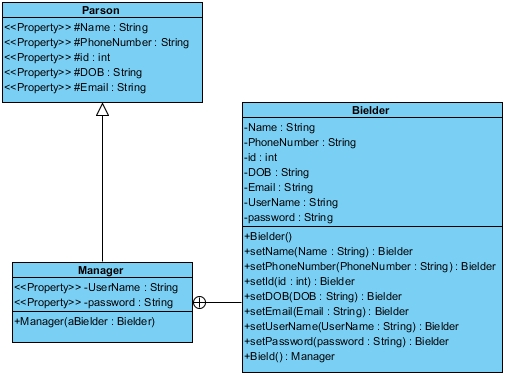 Parson
<<Property>> #Name : String
<<Property>> #PhoneNumber : String
<<Property>> #id : int
<<Property>> #DOB : String
<<Property>> #Email : String
Bielder
-Name : String
-PhoneNumber : String
-id : int
-DOB : String
-Email : String
-UserName : String
-password : String
+Bielder()
+setName(Name : String) : Bielder
+setPhoneNumber(PhoneNumber : String) : Bielder
+setId(id : int) : Bielder
+setDOB(DOB : String) : Bielder
+setEmail(Email : String) : Bielder
+setUserName(UserName : String) : Bielder
+setPassword(password : String) : Bielder
+Bield() : Manager
Manager
<<Property>> -UserName : String
<<Property>> -password : String
+Manager(aBielder : Bielder)